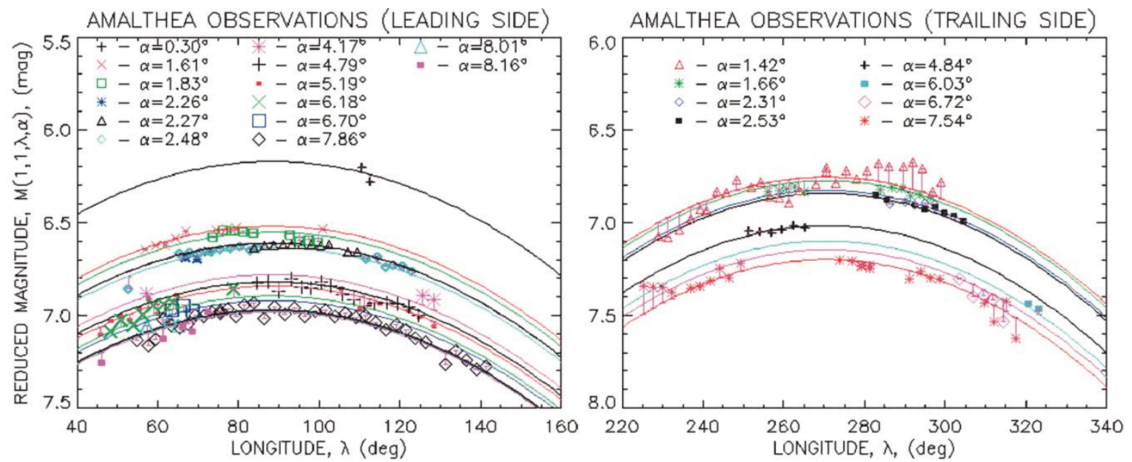 AMALTHEA OBSERVATIONS (LEADING SIDE)
5.5
6.0
6.5
7.0
7.5
REDUCED MAGNITUDE, M(1,1,λ,α), (mag)
+ – α=0.30°
× – α=1.61°
□ – α=1.83°
✳ – α=2.26°
△ – α=2.27°
◇ – α=2.48°
✳ – α=4.17°
+ – α=4.79°
▪ – α=5.19°
× – α=6.18°
□ – α=6.70°
◇ – α=7.86°
△ – α=8.01°
■ – α=8.16°
40 60 80 100 120 140 160
LONGITUDE, λ (deg)
AMALTHEA OBSERVATIONS (TRAILING SIDE)
6.0
6.5
7.0
7.5
8.0
△ – α=1.42°
✳ – α=1.66°
◇ – α=2.31°
■ – α=2.53°
+ – α=4.84°
■ – α=6.03°
◇ – α=6.72°
✳ – α=7.54°
220 240 260 280 300 320 340
LONGITUDE, λ, (deg)